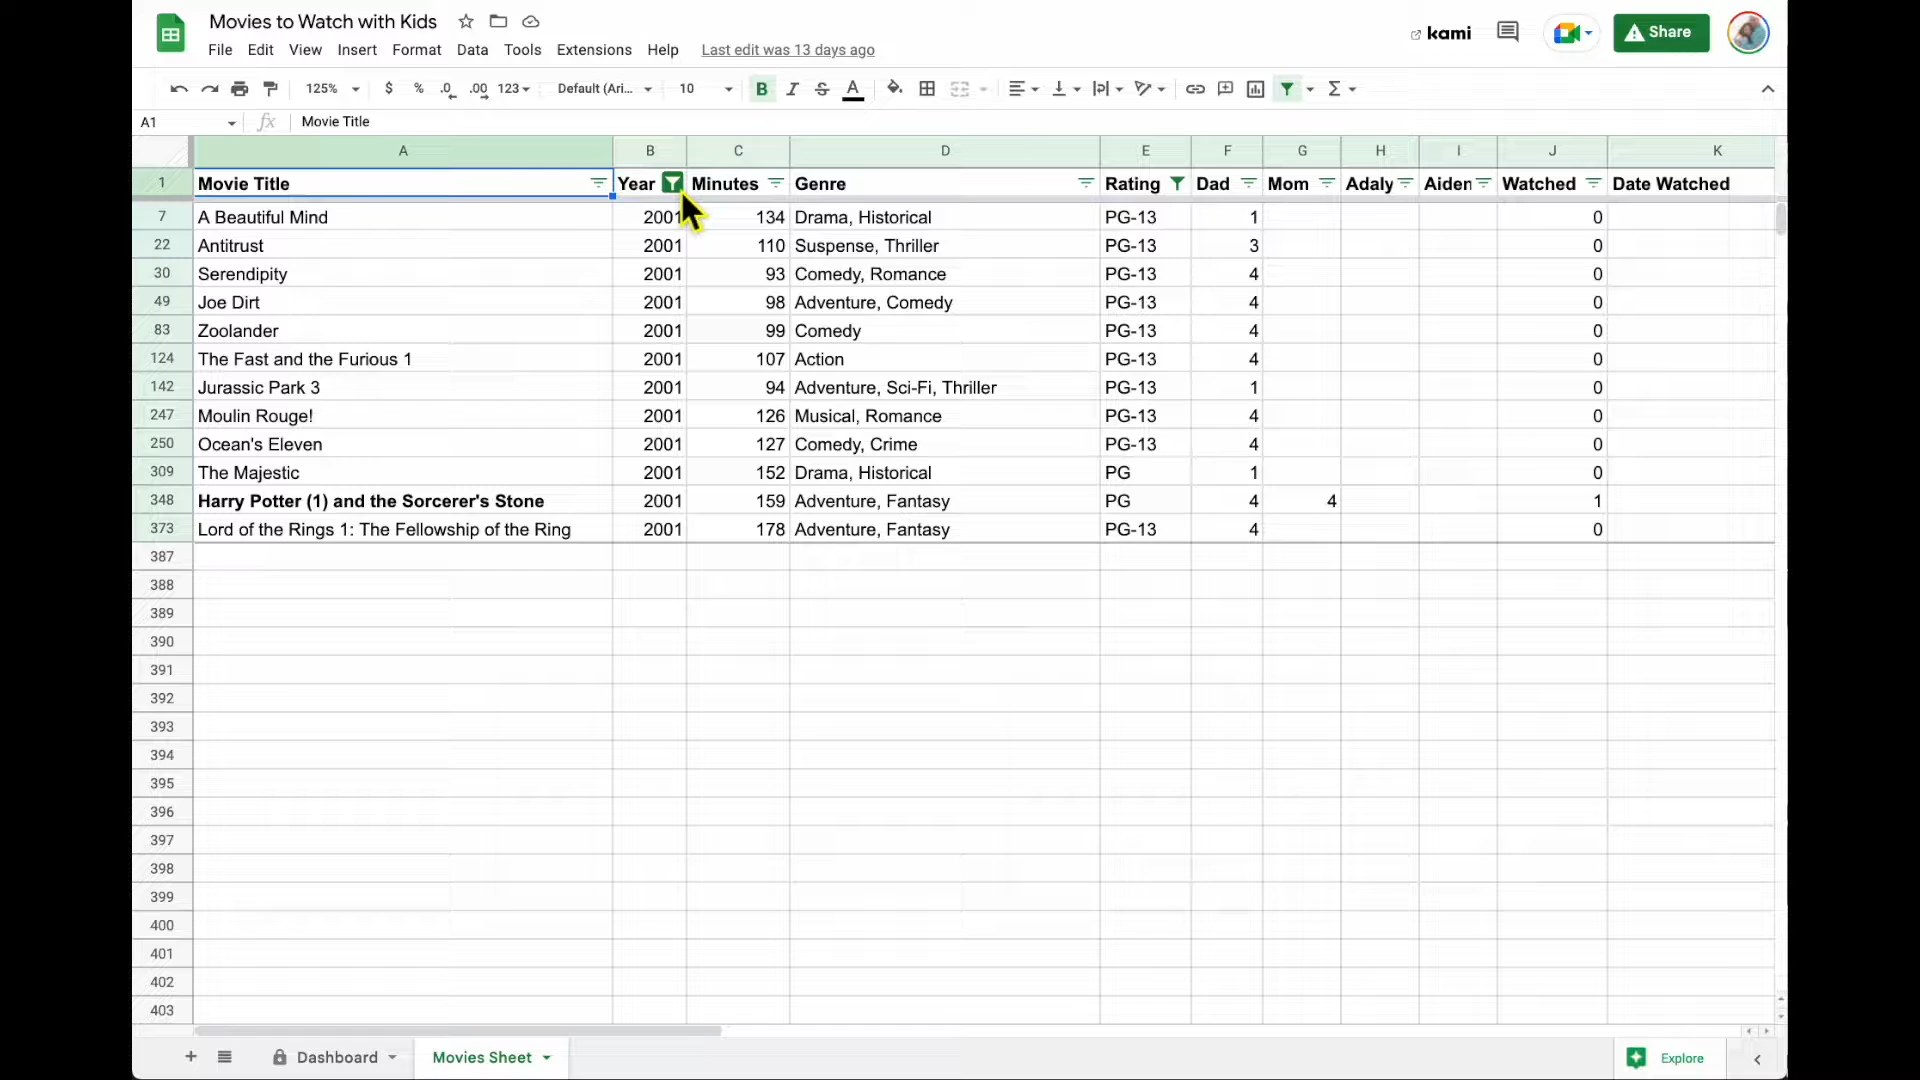 Movies to Watch with Kids
kami
Share
File Edit View Insert Format Data Tools Extensions Help Last edit was 13 days ago
125% $ % .0 .00 123 Default (Ari... 10 B I S A Σ
A1 fx Movie Title
A B C D E F G H I J K
1 Movie Title Year Minutes Genre Rating Dad Mom Adaly Aiden Watched Date Watched
7 A Beautiful Mind 2001 134 Drama, Historical PG-13 1 0
22 Antitrust 2001 110 Suspense, Thriller PG-13 3 0
30 Serendipity 2001 93 Comedy, Romance PG-13 4 0
49 Joe Dirt 2001 98 Adventure, Comedy PG-13 4 0
83 Zoolander 2001 99 Comedy PG-13 4 0
124 The Fast and the Furious 1 2001 107 Action PG-13 4 0
142 Jurassic Park 3 2001 94 Adventure, Sci-Fi, Thriller PG-13 1 0
247 Moulin Rouge! 2001 126 Musical, Romance PG-13 4 0
250 Ocean's Eleven 2001 127 Comedy, Crime PG-13 4 0
309 The Majestic 2001 152 Drama, Historical PG 1 0
348 Harry Potter (1) and the Sorcerer's Stone 2001 159 Adventure, Fantasy PG 4 4 1
373 Lord of the Rings 1: The Fellowship of the Ring 2001 178 Adventure, Fantasy PG-13 4 0
387
388
389
390
391
392
393
394
395
396
397
398
399
400
401
402
403
+ Dashboard Movies Sheet Explore